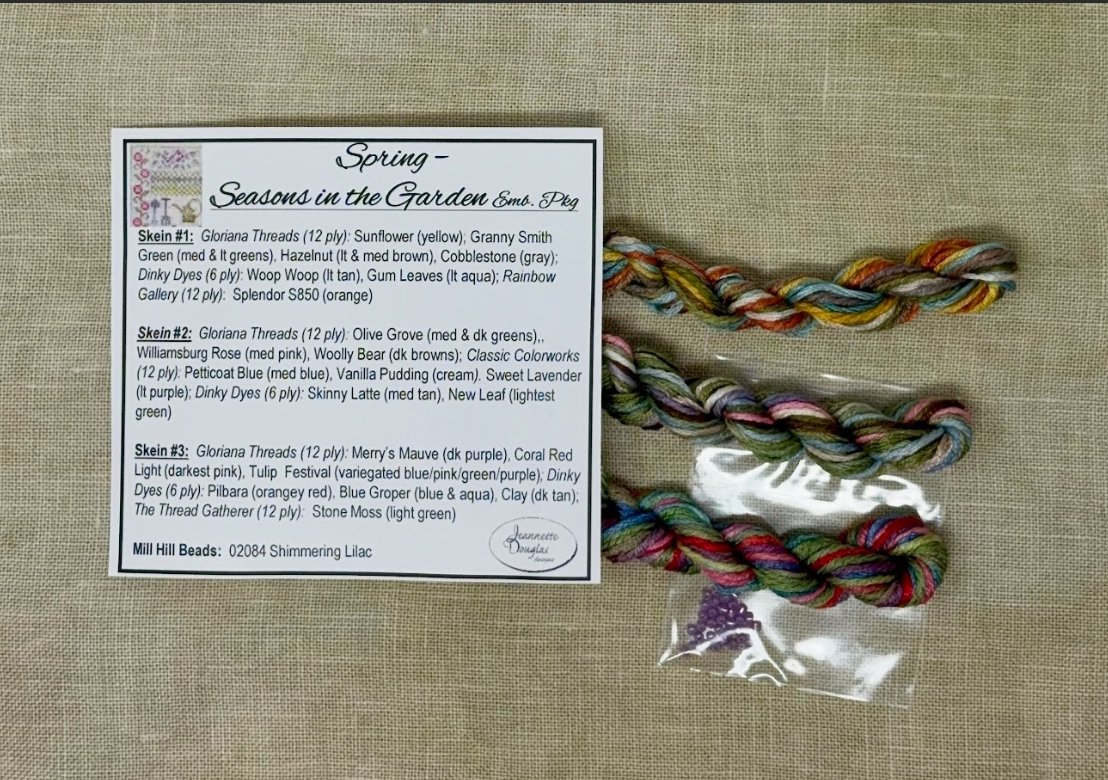 Spring –
Seasons in the Garden Emb. Pkg
Skein #1: Gloriana Threads (12 ply): Sunflower (yellow); Granny Smith
Green (med & lt greens), Hazelnut (lt & med brown), Cobblestone (gray);
Dinky Dyes (6 ply): Woop Woop (lt tan), Gum Leaves (lt aqua); Rainbow
Gallery (12 ply): Splendor S850 (orange)
Skein #2: Gloriana Threads (12 ply): Olive Grove (med & dk greens),,
Williamsburg Rose (med pink), Woolly Bear (dk browns); Classic Colorworks
(12 ply): Petticoat Blue (med blue), Vanilla Pudding (cream). Sweet Lavender
(lt purple); Dinky Dyes (6 ply): Skinny Latte (med tan), New Leaf (lightest
green)
Skein #3: Gloriana Threads (12 ply): Merry's Mauve (dk purple), Coral Red
Light (darkest pink), Tulip Festival (variegated blue/pink/green/purple); Dinky
Dyes (6 ply): Pilbara (orangey red), Blue Groper (blue & aqua), Clay (dk tan);
The Thread Gatherer (12 ply): Stone Moss (light green)
Mill Hill Beads: 02084 Shimmering Lilac
Jeannette
Douglas
designs